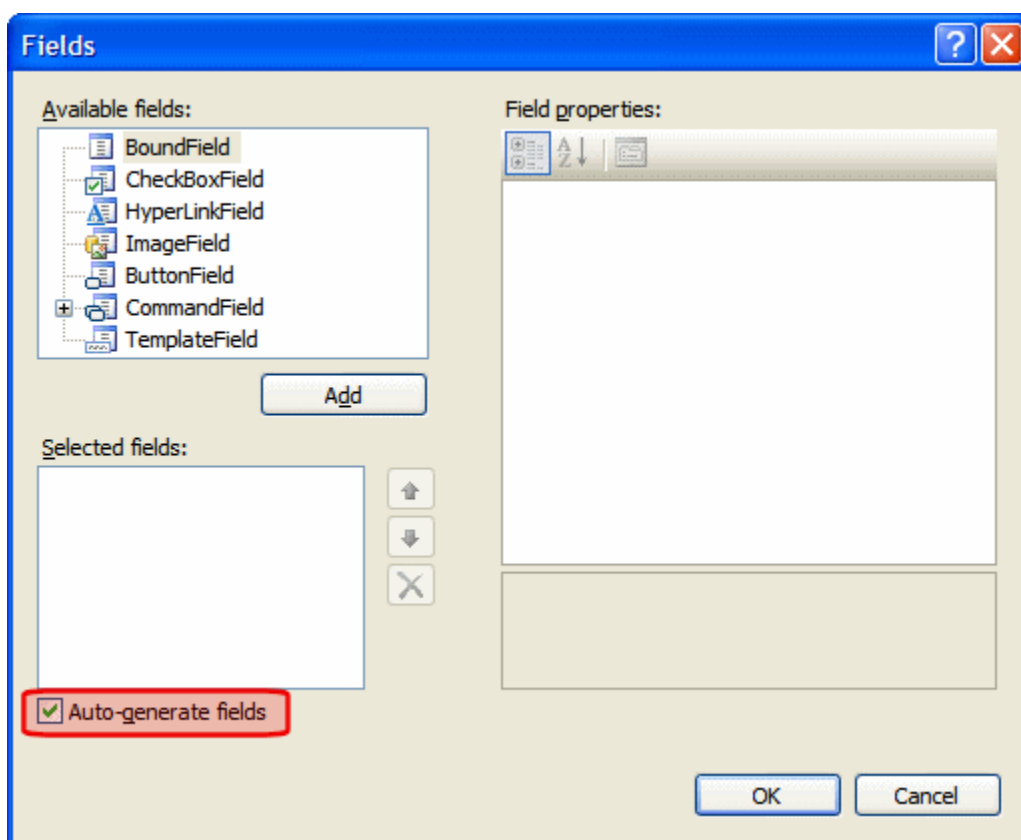 Fields
Available fields:
BoundField
CheckBoxField
HyperLinkField
ImageField
ButtonField
CommandField
TemplateField
Add
Selected fields:
Auto-generate fields
Field properties:
OK
Cancel